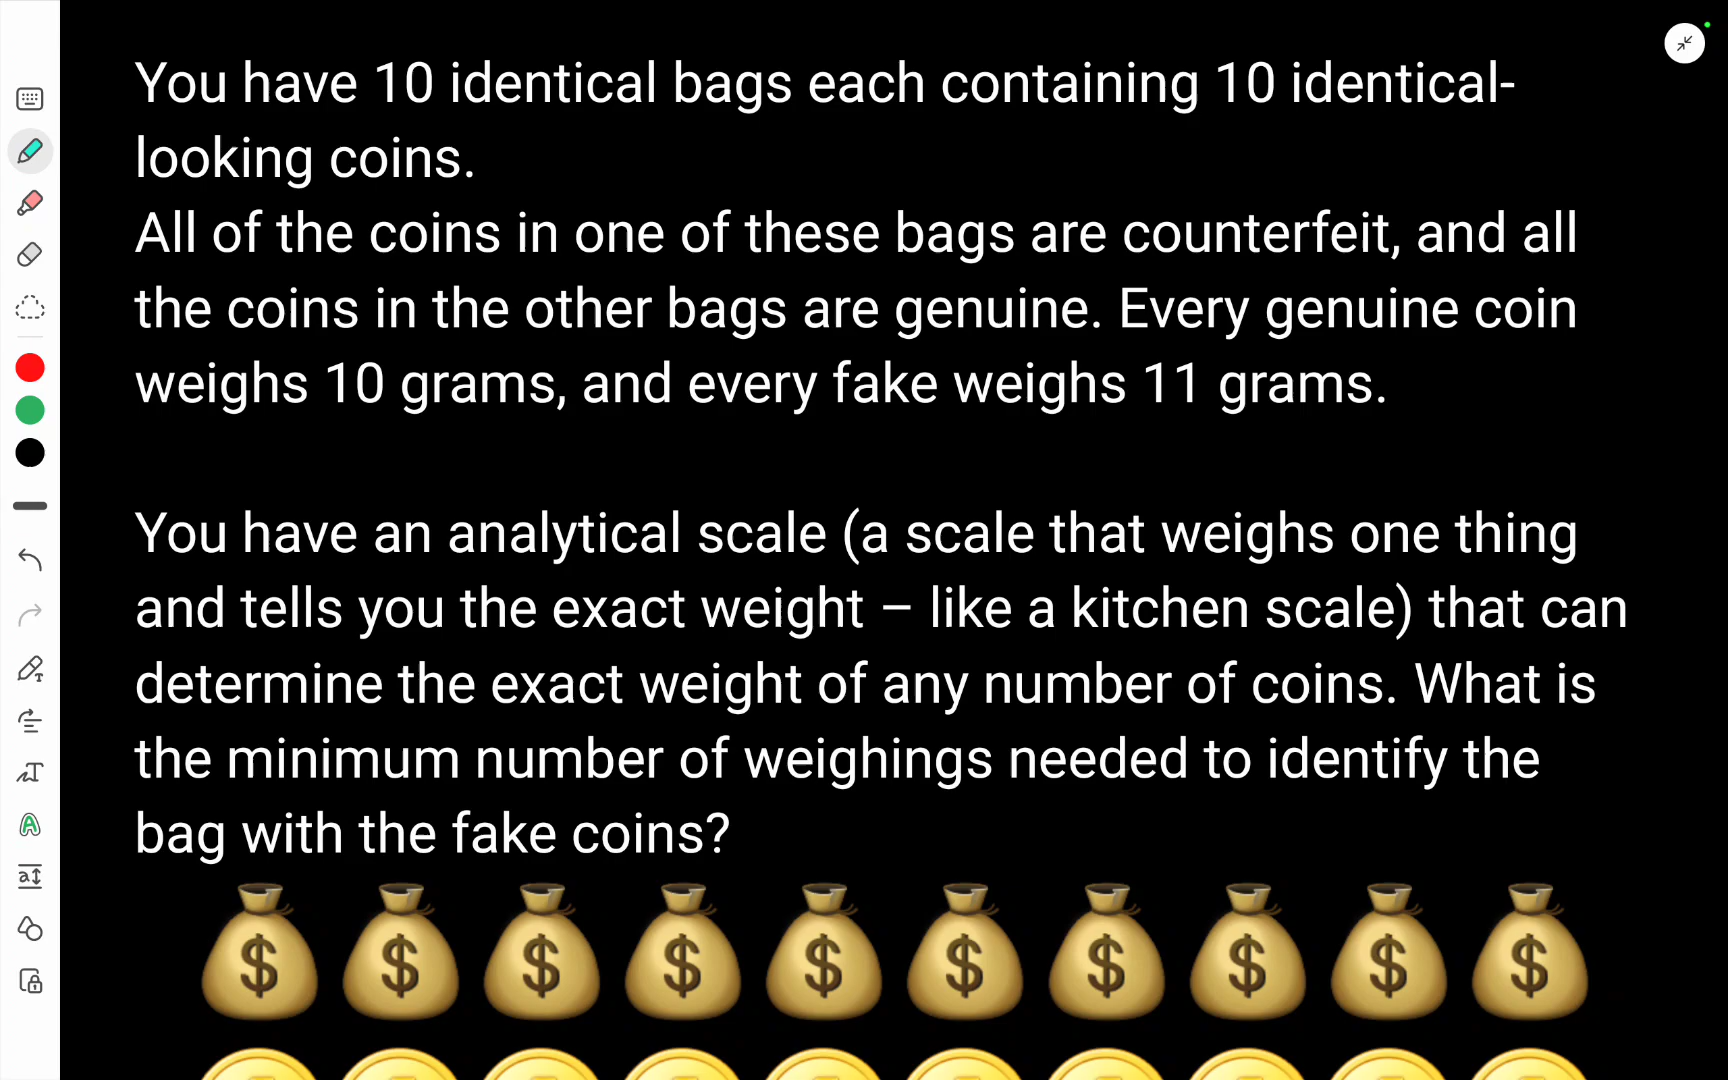 You have 10 identical bags each containing 10 identical-
looking coins.
All of the coins in one of these bags are counterfeit, and all
the coins in the other bags are genuine. Every genuine coin
weighs 10 grams, and every fake weighs 11 grams.
You have an analytical scale (a scale that weighs one thing
and tells you the exact weight – like a kitchen scale) that can
determine the exact weight of any number of coins. What is
the minimum number of weighings needed to identify the
bag with the fake coins?
$ $ $ $ $ $ $ $ $ $